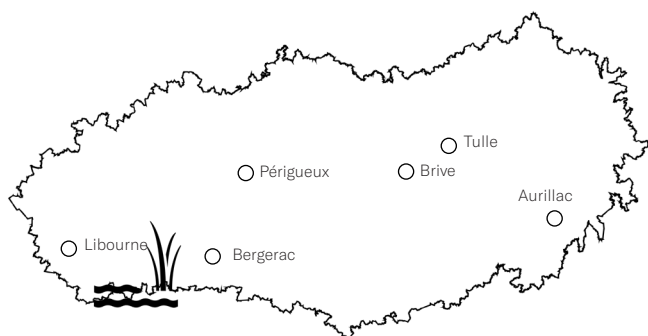 Tulle
Périgueux
Brive
Aurillac
Libourne
Bergerac